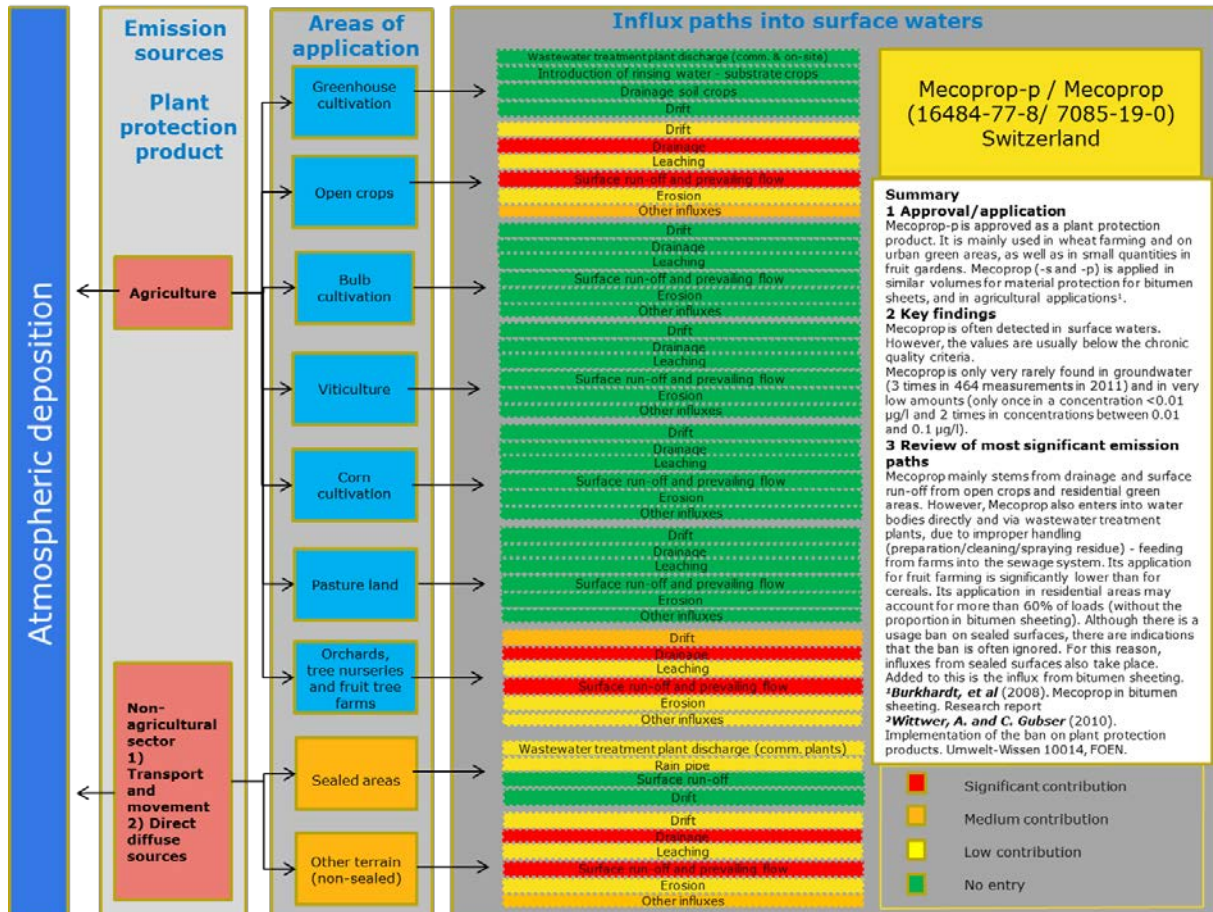 Atmospheric deposition
Emission
sources
Plant
protection
product
Agriculture
Non-
agricultural
sector
1)
Transport
and
movement
2) Direct
diffuse
sources
Areas of
application
Greenhouse
cultivation
Open crops
Bulb
cultivation
Viticulture
Corn
cultivation
Pasture land
Orchards,
tree nurseries
and fruit tree
farms
Sealed areas
Other terrain
(non-sealed)
Influx paths into surface waters
Wastewater treatment plant discharge (comm. & on-site)
Introduction of rinsing water - substrate crops
Drainage soil crops
Drift
Drift
Drainage
Leaching
Surface run-off and prevailing flow
Erosion
Other influxes
Drift
Drainage
Leaching
Surface run-off and prevailing flow
Erosion
Other influxes
Drift
Drainage
Leaching
Surface run-off and prevailing flow
Erosion
Other influxes
Drift
Drainage
Leaching
Surface run-off and prevailing flow
Erosion
Other influxes
Drift
Drainage
Leaching
Surface run-off and prevailing flow
Erosion
Other influxes
Drift
Drainage
Leaching
Surface run-off and prevailing flow
Erosion
Other influxes
Wastewater treatment plant discharge (comm. plants)
Rain pipe
Surface run-off
Drift
Drift
Drainage
Leaching
Surface run-off and prevailing flow
Erosion
Other influxes
Mecoprop-p / Mecoprop
(16484-77-8/ 7085-19-0)
Switzerland
Summary
1 Approval/application
Mecoprop-p is approved as a plant protection
product. It is mainly used in wheat farming and on
urban green areas, as well as in small quantities in
fruit gardens. Mecoprop (-s and -p) is applied in
similar volumes for material protection for bitumen
sheets, and in agricultural applications¹.
2 Key findings
Mecoprop is often detected in surface waters.
However, the values are usually below the chronic
quality criteria.
Mecoprop is only very rarely found in groundwater
(3 times in 464 measurements in 2011) and in very
low amounts (only once in a concentration <0.01
µg/l and 2 times in concentrations between 0.01
and 0.1 µg/l).
3 Review of most significant emission
paths
Mecoprop mainly stems from drainage and surface
run-off from open crops and residential green
areas. However, Mecoprop also enters into water
bodies directly and via wastewater treatment
plants, due to improper handling
(preparation/cleaning/spraying residue) - feeding
from farms into the sewage system. Its application
for fruit farming is significantly lower than for
cereals. Its application in residential areas may
account for more than 60% of loads (without the
proportion in bitumen sheeting). Although there is a
usage ban on sealed surfaces, there are indications
that the ban is often ignored. For this reason,
influxes from sealed surfaces also take place.
Added to this is the influx from bitumen sheeting.
¹Burkhardt, et al (2008). Mecoprop in bitumen
sheeting. Research report
²Wittwer, A. and C. Gubser (2010).
Implementation of the ban on plant protection
products. Umwelt-Wissen 10014, FOEN.
Significant contribution
Medium contribution
Low contribution
No entry